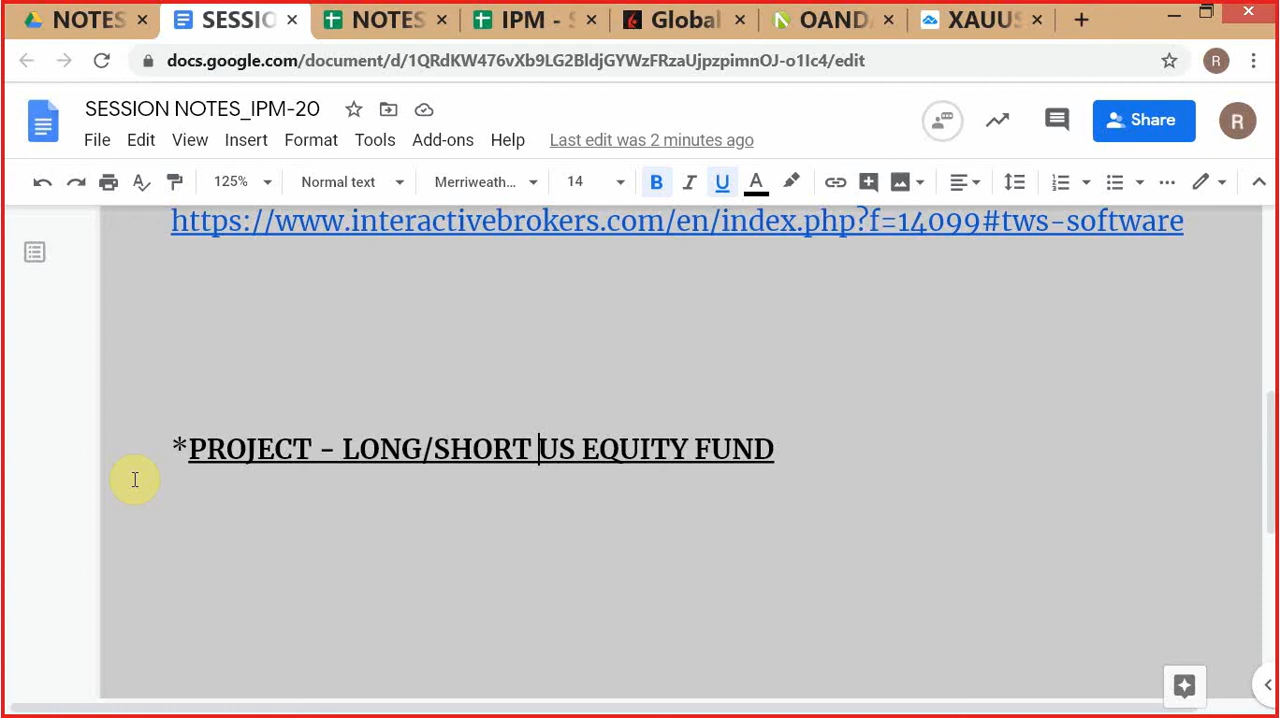 NOTES
SESSIO
NOTES
IPM - S
Global
OANDA
XAUUS
docs.google.com/document/d/1QRdKW476vXb9LG2BldjGYWzFRzaUjpzpimnOJ-o1Ic4/edit
R
SESSION NOTES_IPM-20
Share
R
File Edit View Insert Format Tools Add-ons Help Last edit was 2 minutes ago
125% Normal text Merriweath... 14 B I U A
https://www.interactivebrokers.com/en/index.php?f=14099#tws-software
*PROJECT - LONG/SHORT US EQUITY FUND